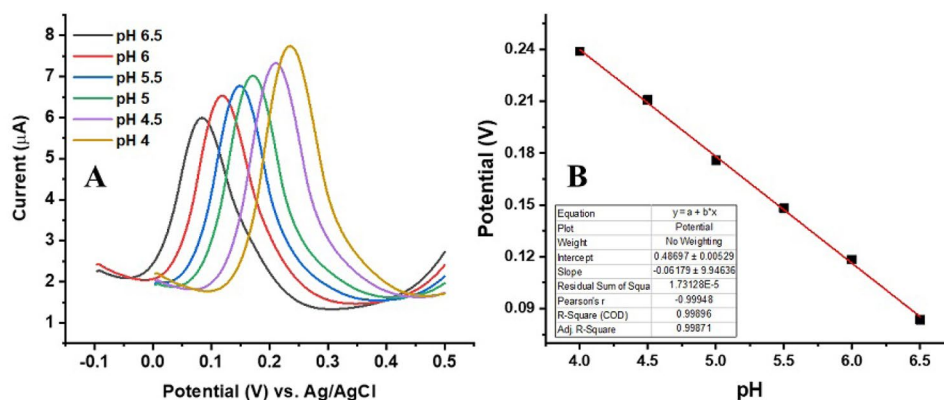 8
7
6
5
4
3
2
1
Current (μA)
pH 6.5
pH 6
pH 5.5
pH 5
pH 4.5
pH 4
A
-0.1 0.0 0.1 0.2 0.3 0.4 0.5
Potential (V) vs. Ag/AgCl
0.24
0.21
0.18
0.15
0.12
0.09
Potential (V)
B
Equation y = a + b*x
Plot Potential
Weight No Weighting
Intercept 0.48697 ± 0.00529
Slope -0.06179 ± 9.94636
Residual Sum of Squa 1.73128E-5
Pearson's r -0.99948
R-Square (COD) 0.99896
Adj. R-Square 0.99871
4.0 4.5 5.0 5.5 6.0 6.5
pH